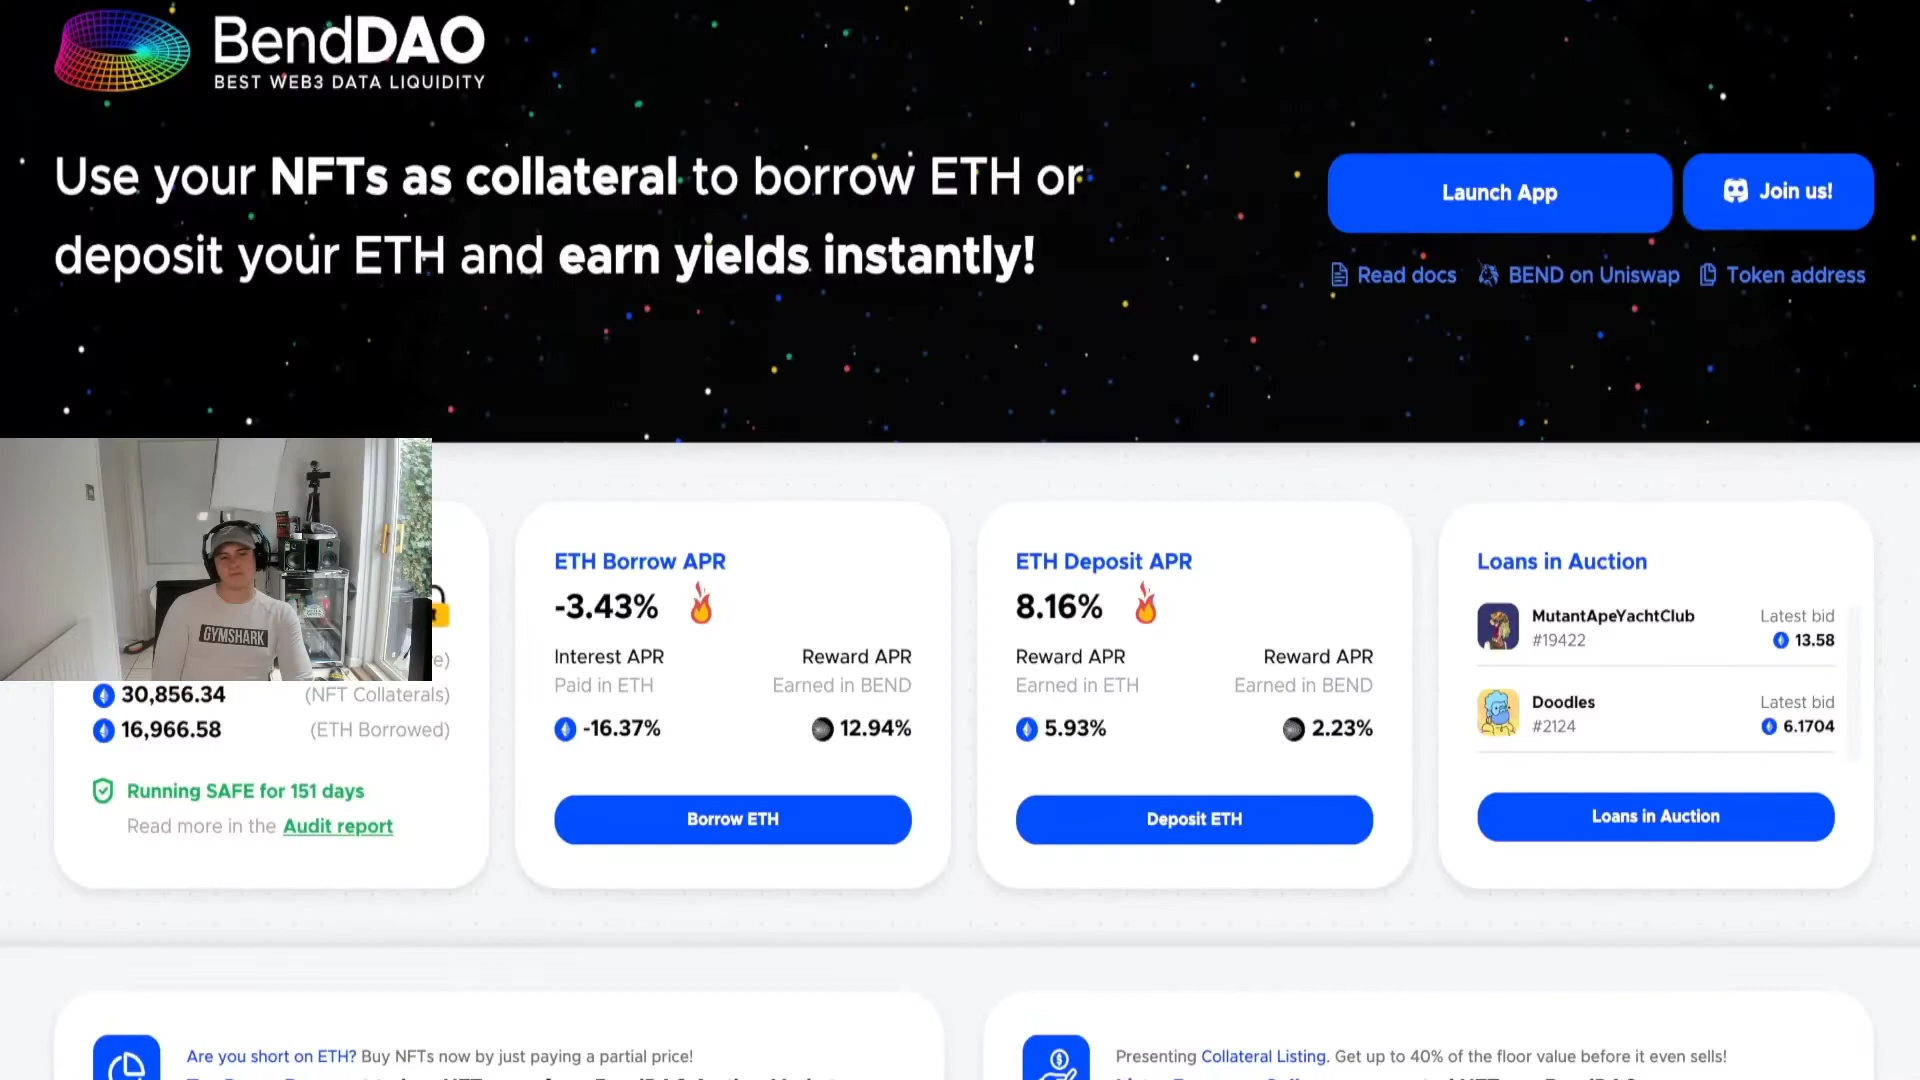 BendDAO
BEST WEB3 DATA LIQUIDITY
Use your NFTs as collateral to borrow ETH or
deposit your ETH and earn yields instantly!
Launch App
Join us!
Read docs
BEND on Uniswap
Token address
GYMSHARK
e)
30,856.34 (NFT Collaterals)
16,966.58 (ETH Borrowed)
Running SAFE for 151 days
Read more in the Audit report
ETH Borrow APR
-3.43%
Interest APR Reward APR
Paid in ETH Earned in BEND
-16.37% 12.94%
Borrow ETH
ETH Deposit APR
8.16%
Reward APR Reward APR
Earned in ETH Earned in BEND
5.93% 2.23%
Deposit ETH
Loans in Auction
MutantApeYachtClub Latest bid
#19422 13.58
Doodles Latest bid
#2124 6.1704
Loans in Auction
Are you short on ETH? Buy NFTs now by just paying a partial price!
Presenting Collateral Listing. Get up to 40% of the floor value before it even sells!